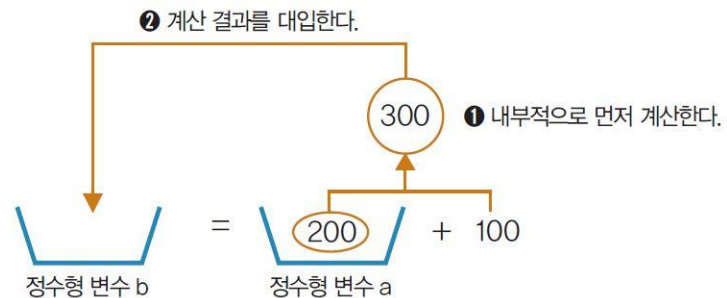 ❷ 계산 결과를 대입한다.
300
❶ 내부적으로 먼저 계산한다.
= 200 + 100
정수형 변수 b 정수형 변수 a